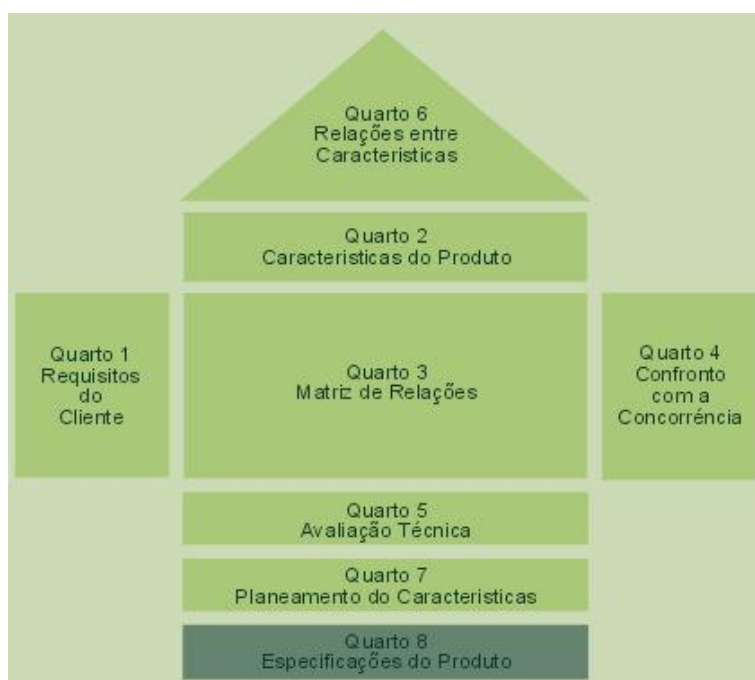 Quarto 6
Relações entre
Caracteristicas
Quarto 2
Caracteristicas do Produto
Quarto 1
Requisitos
do
Cliente
Quarto 3
Matriz de Relações
Quarto 4
Confronto
com a
Concorréncia
Quarto 5
Avaliação Técnica
Quarto 7
Planeamento do Caracteristicas
Quarto 8
Especificações do Produto